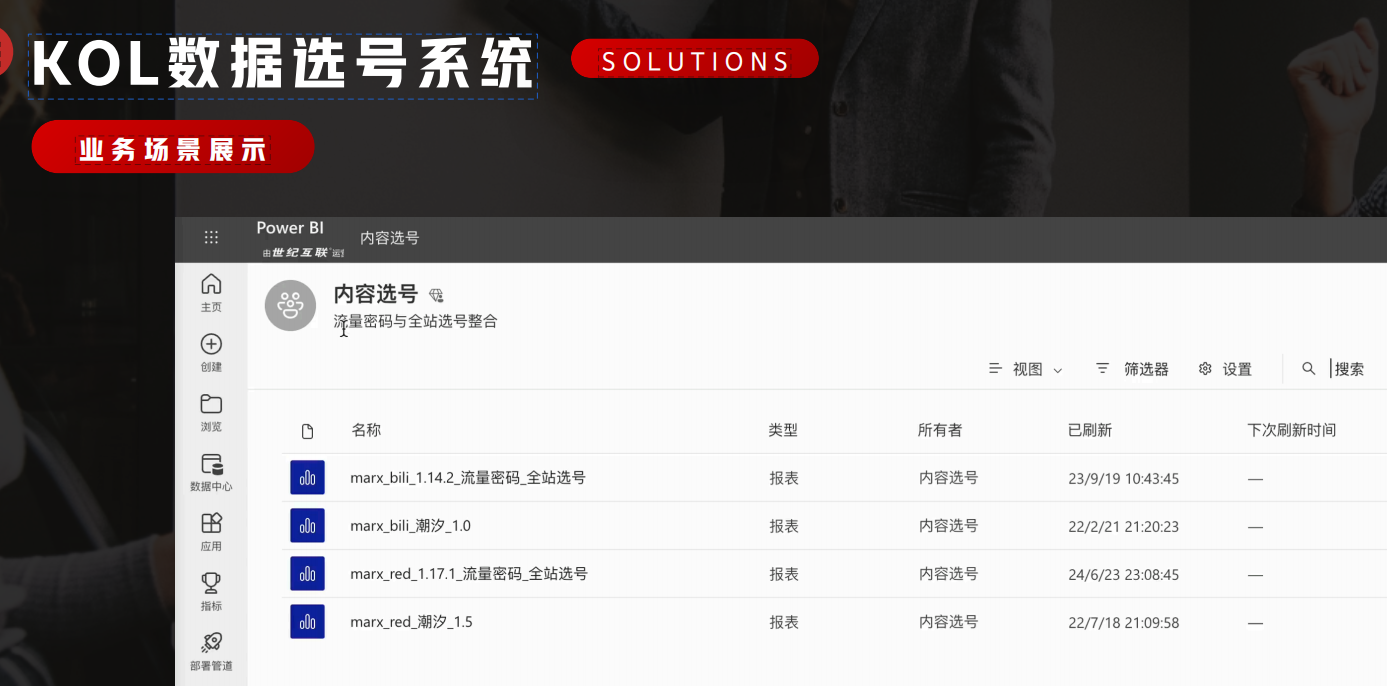 KOL数据选号系统
SOLUTIONS
业务场景展示
Power BI
由世纪互联运营
内容选号
内容选号
流量密码与全站选号整合
主页
创建
浏览
数据中心
应用
指标
部署管道
视图
筛选器
设置
搜索
名称 类型 所有者 已刷新 下次刷新时间
marx_bili_1.14.2_流量密码_全站选号 报表 内容选号 23/9/19 10:43:45 —
marx_bili_潮汐_1.0 报表 内容选号 22/2/21 21:20:23 —
marx_red_1.17.1_流量密码_全站选号 报表 内容选号 24/6/23 23:08:45 —
marx_red_潮汐_1.5 报表 内容选号 22/7/18 21:09:58 —